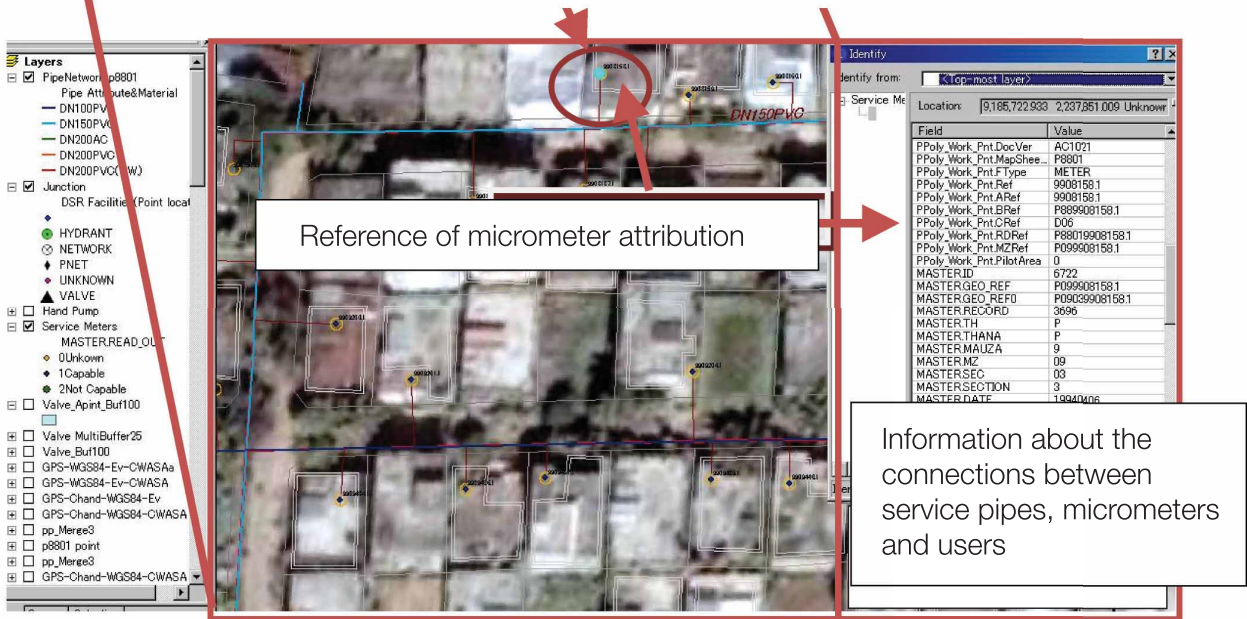 Layers
PipeNetwork_p8801
Pipe Attribute&Material
DN100PV
DN150PVC
DN200AC
DN200PVC
DN200PVC( W.)
Junction
DSR Facilities(Point locat
HYDRANT
NETWORK
PNET
UNKNOWN
VALVE
Hand Pump
Service Meters
MASTER.READ_OUT
0Unkown
1Capable
2Not Capable
Valve_Apint_Buf100
Valve MultiBuffer25
Valve_Buf100
GPS-WGS84-Ev-CWASAa
GPS-WGS84-Ev-CWASA
GPS-Chand-WGS84-Ev
GPS-Chand-WGS84-CWASA
pp_Merge3
p8801 point
pp_Merge3
GPS-Chand-WGS84-CWASA
DN150PVC
Reference of micrometer attribution
Identify
Identify from: <Top-most layer>
Service Me
Location: 9,185,722.933 2,237,851.009 Unknowr
Field Value
PPoly_Work_Pnt.DocVer AC1021
PPoly_Work_Pnt.MapShee... P8801
PPoly_Work_Pnt.FType METER
PPoly_Work_Pnt.Ref 9908158.1
PPoly_Work_Pnt.ARef 9908158.1
PPoly_Work_Pnt.BRef P889908158.1
PPoly_Work_Pnt.CRef D06
PPoly_Work_Pnt.RDRef P88019908158.1
PPoly_Work_Pnt.MZRef P099908158.1
PPoly_Work_Pnt.PilotArea 0
MASTER.ID 6722
MASTER.GEO_REF P099908158.1
MASTER.GEO_REF0 P09039908158.1
MASTER.RECORD 3696
MASTER.TH P
MASTER.THANA P
MASTER.MAUZA 9
MASTER.MZ 09
MASTER.SEC 03
MASTER.SECTION 3
MASTER.DATE 19940406
Information about the
connections between
service pipes, micrometers
and users